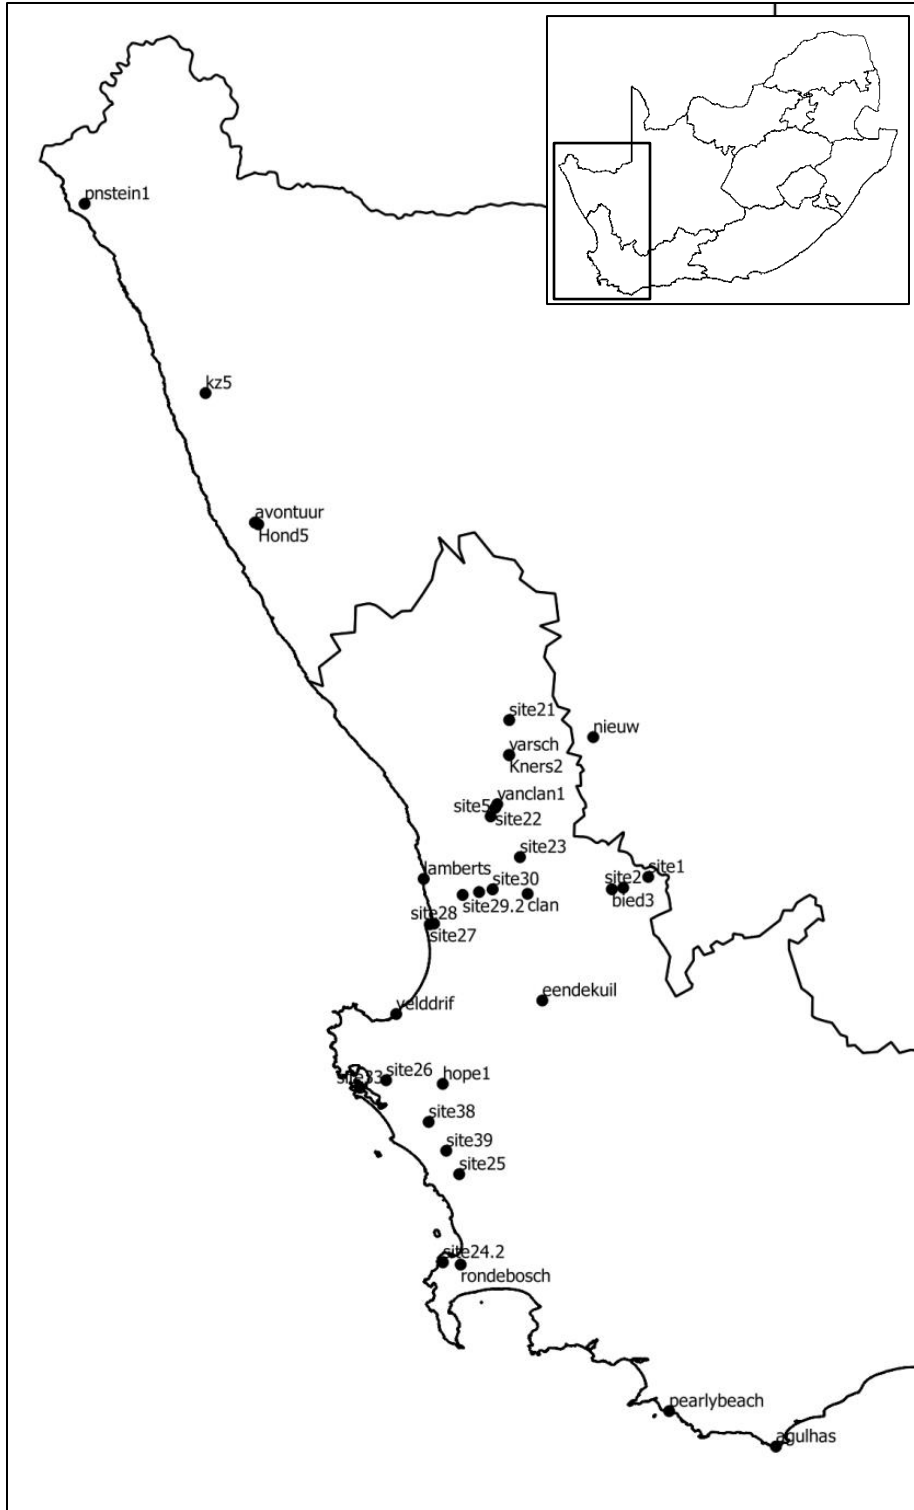 pnstein1
kz5
avontuur
Hond5
site21
nieuw
varsch
Kners2
vanclan1
site5
site22
site23
lamberts
site1
site30
site2
site29.2
clan
bied3
site28
site27
eendekuil
velddrif
site26
hope1
site33
site38
site39
site25
site24.2
rondebosch
pearlybeach
agulhas